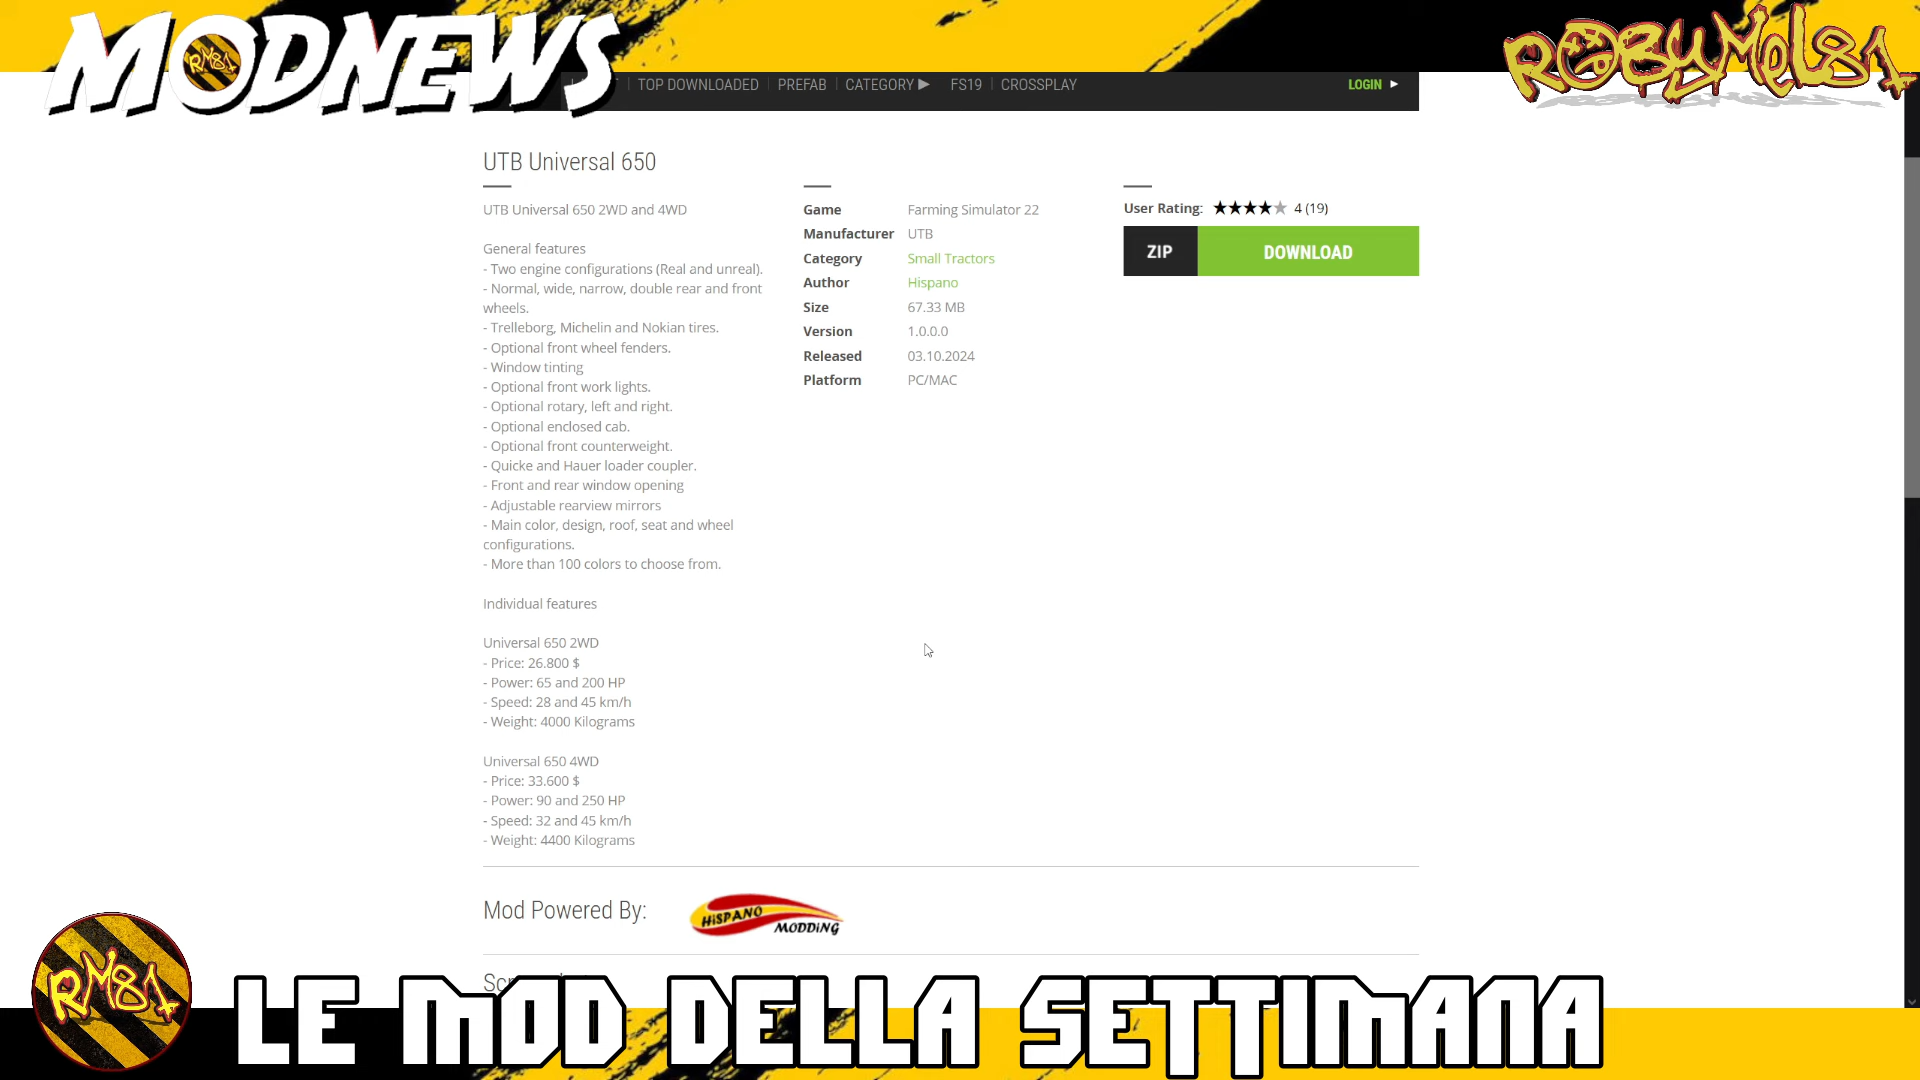 MODNEWS
RM81
ROBYMEL81
TOP DOWNLOADED
PREFAB
CATEGORY
FS19
CROSSPLAY
LOGIN
UTB Universal 650
UTB Universal 650 2WD and 4WD
General features
- Two engine configurations (Real and unreal).
- Normal, wide, narrow, double rear and front
wheels.
- Trelleborg, Michelin and Nokian tires.
- Optional front wheel fenders.
- Window tinting
- Optional front work lights.
- Optional rotary, left and right.
- Optional enclosed cab.
- Optional front counterweight.
- Quicke and Hauer loader coupler.
- Front and rear window opening
- Adjustable rearview mirrors
- Main color, design, roof, seat and wheel
configurations.
- More than 100 colors to choose from.
Individual features
Universal 650 2WD
- Price: 26.800 $
- Power: 65 and 200 HP
- Speed: 28 and 45 km/h
- Weight: 4000 Kilograms
Universal 650 4WD
- Price: 33.600 $
- Power: 90 and 250 HP
- Speed: 32 and 45 km/h
- Weight: 4400 Kilograms
Game Farming Simulator 22
Manufacturer UTB
Category Small Tractors
Author Hispano
Size 67.33 MB
Version 1.0.0.0
Released 03.10.2024
Platform PC/MAC
User Rating: 4 (19)
ZIP DOWNLOAD
Mod Powered By:
HISPANO
MODDING
RM81
LE MOD DELLA SETTIMANA